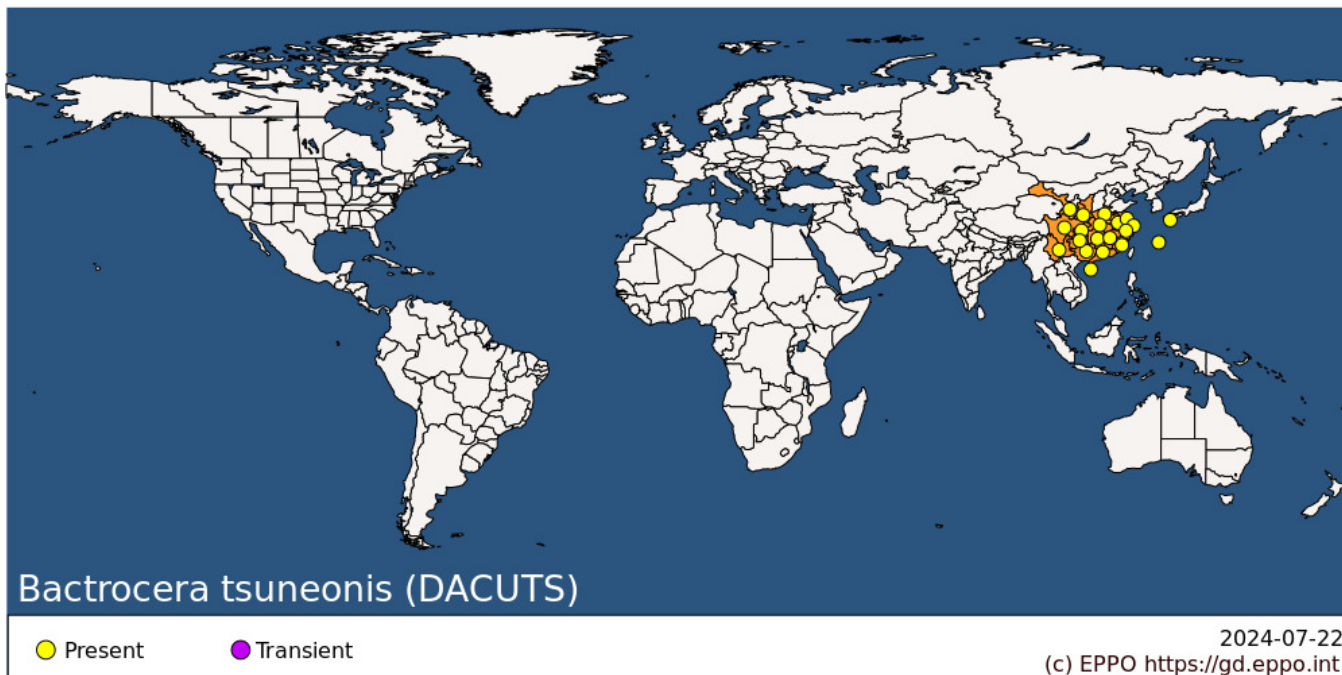 Bactrocera tsuneonis (DACUTS)
Present
Transient
2024-07-22
(c) EPPO https://gd.eppo.int